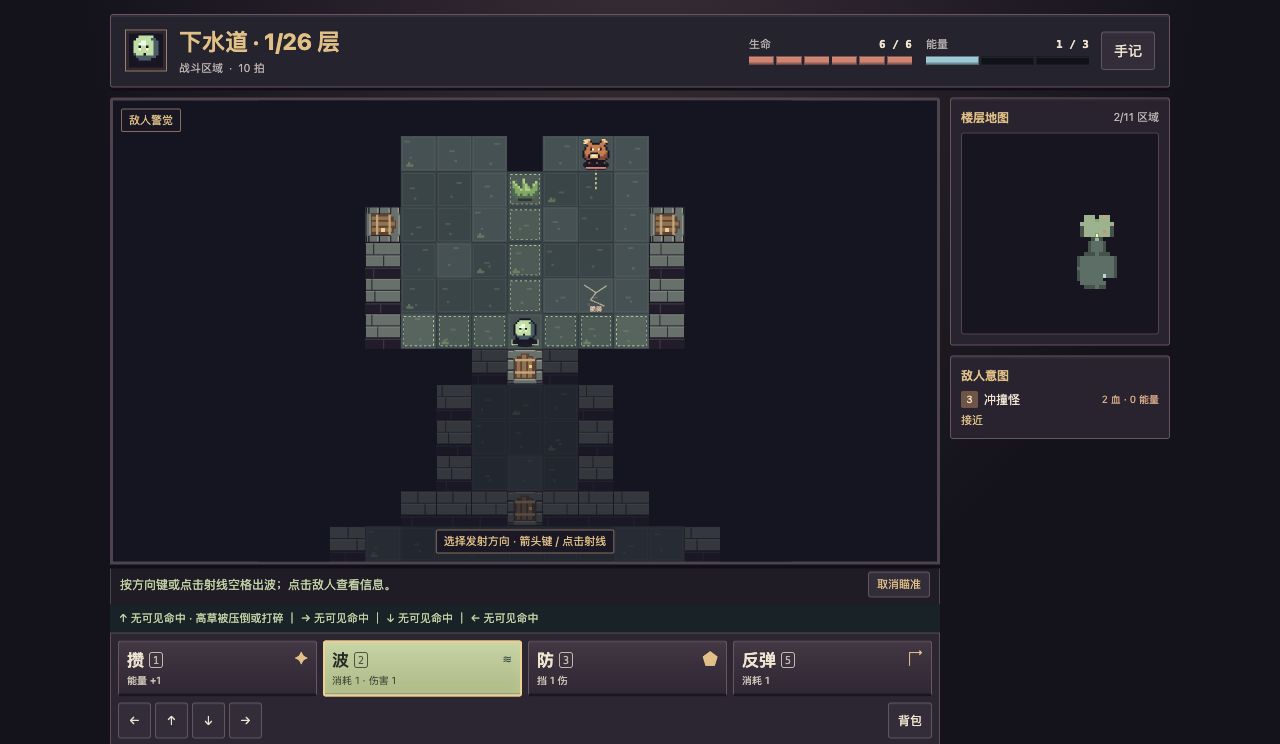 下水道 · 1/26 层
战斗区域 · 10 拍
生命 6 / 6
能量 1 / 3
手记
敌人警觉
选择发射方向 · 箭头键 / 点击射线
楼层地图 2/11 区域
敌人意图
3 冲撞怪 2 血 · 0 能量
接近
按方向键或点击射线空格出波；点击敌人查看信息。
取消瞄准
↑ 无可见命中 · 高草被压倒或打碎 | → 无可见命中 | ↓ 无可见命中 | ← 无可见命中
攒 1
能量 +1
波 2
消耗 1 · 伤害 1
防 3
挡 1 伤
反弹 5
消耗 1
← ↑ ↓ →
背包